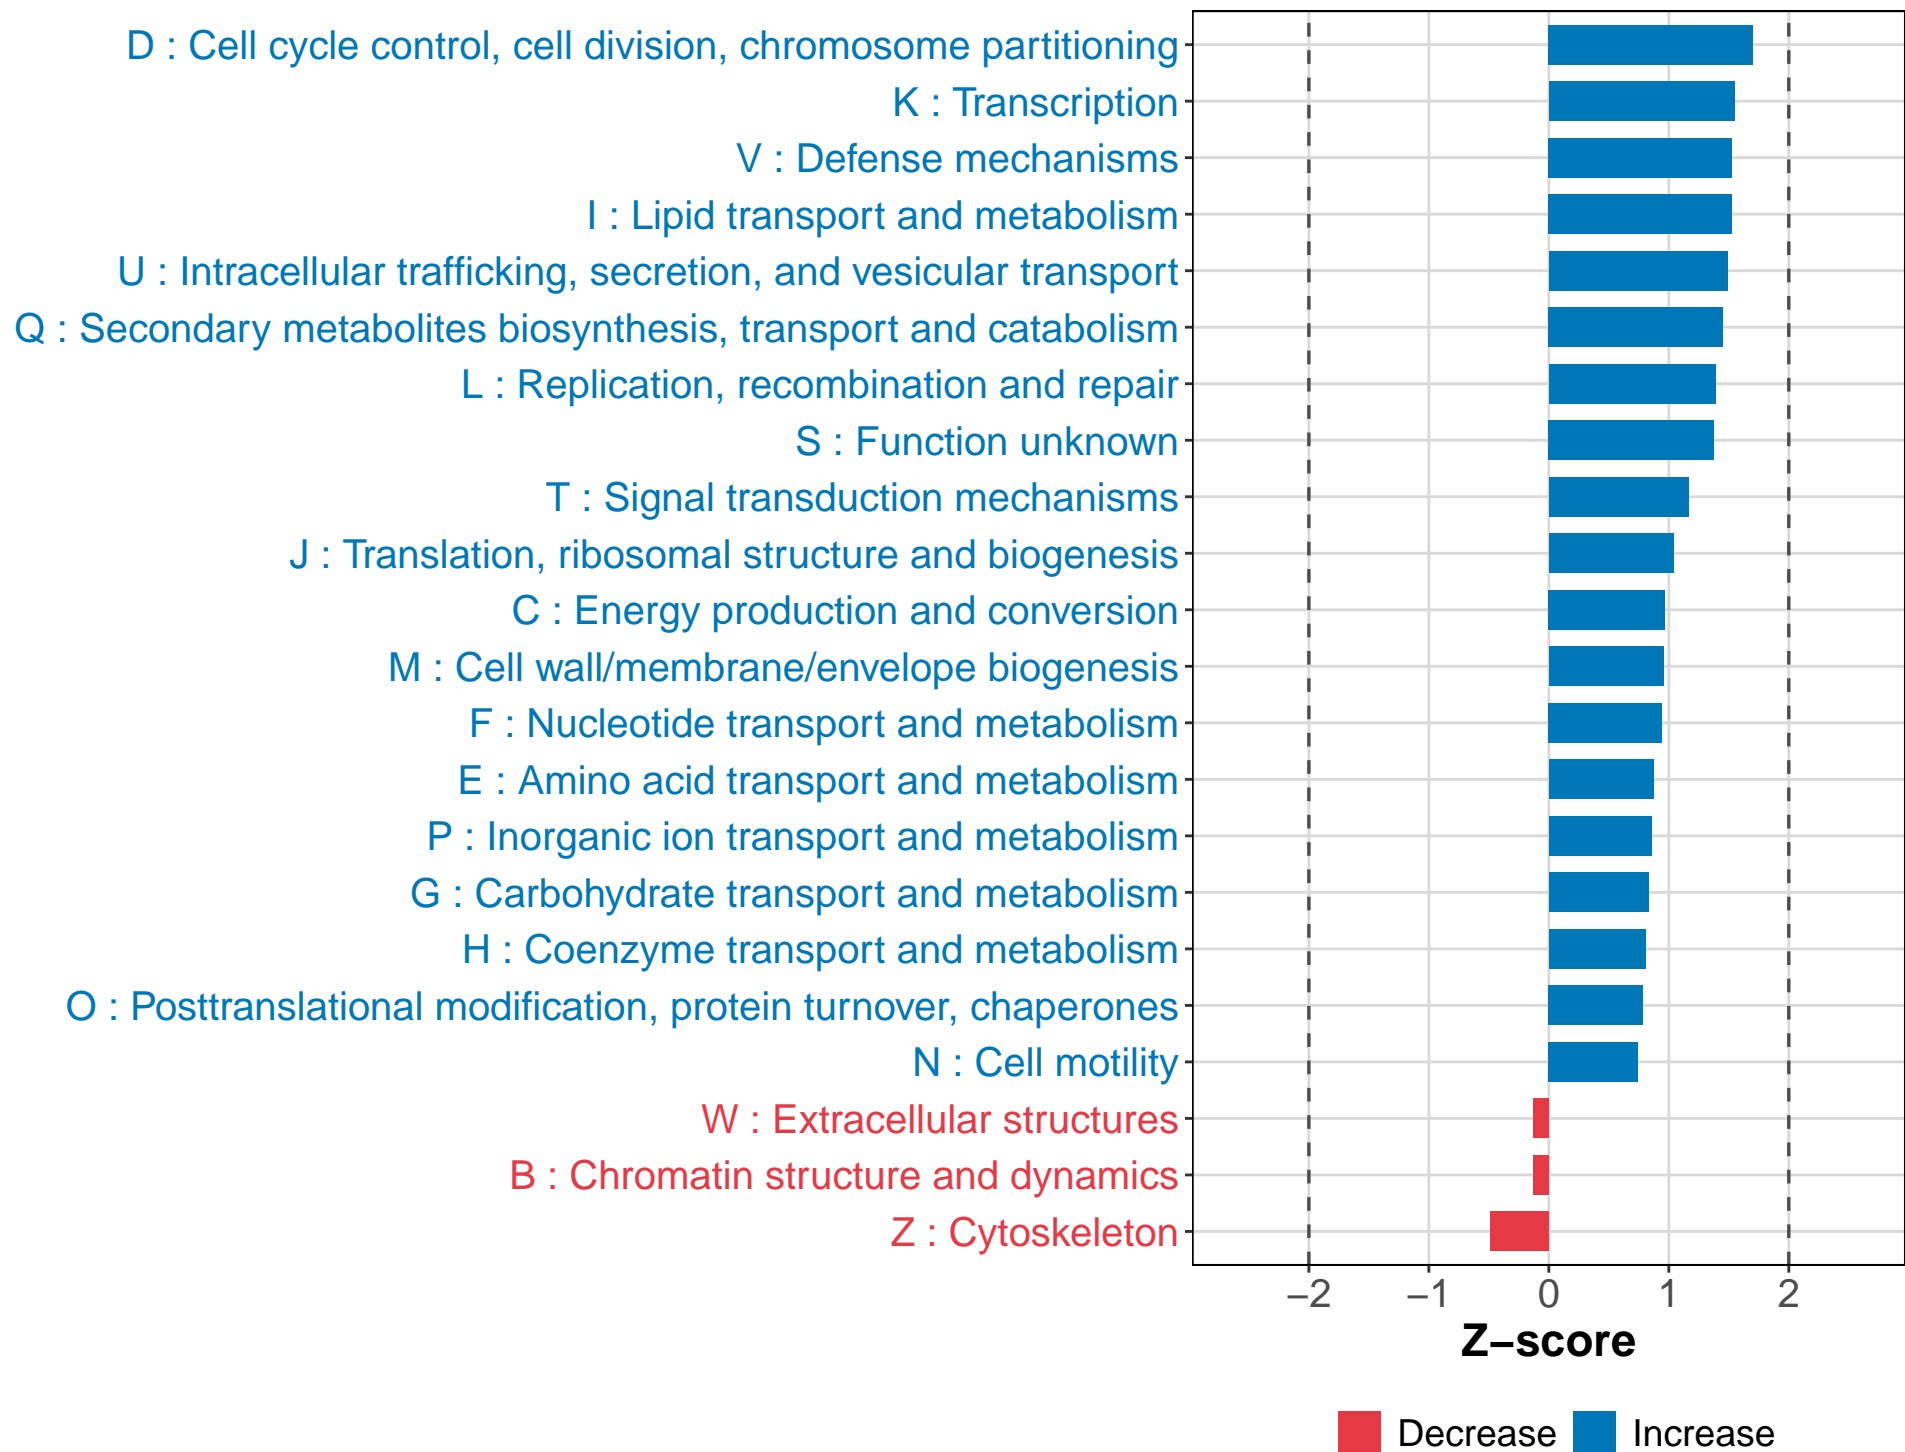 D : Cell cycle control, cell division, chromosome partitioning
K : Transcription
V : Defense mechanisms
I : Lipid transport and metabolism
U : Intracellular trafficking, secretion, and vesicular transport
Q : Secondary metabolites biosynthesis, transport and catabolism
L : Replication, recombination and repair
S : Function unknown
T : Signal transduction mechanisms
J : Translation, ribosomal structure and biogenesis
C : Energy production and conversion
M : Cell wall/membrane/envelope biogenesis
F : Nucleotide transport and metabolism
E : Amino acid transport and metabolism
P : Inorganic ion transport and metabolism
G : Carbohydrate transport and metabolism
H : Coenzyme transport and metabolism
O : Posttranslational modification, protein turnover, chaperones
N : Cell motility
W : Extracellular structures
B : Chromatin structure and dynamics
Z : Cytoskeleton
−2 −1 0 1 2
Z−score
Decrease Increase